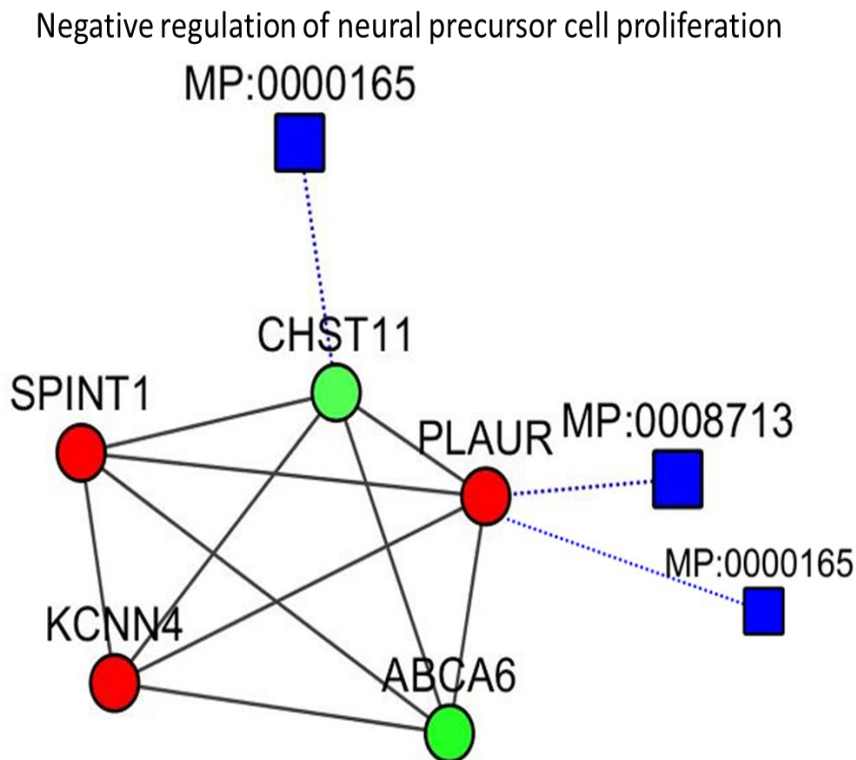 Negative regulation of neural precursor cell proliferation
MP:0000165
CHST11
SPINT1
PLAUR
MP:0008713
MP:0000165
KCNN4
ABCA6